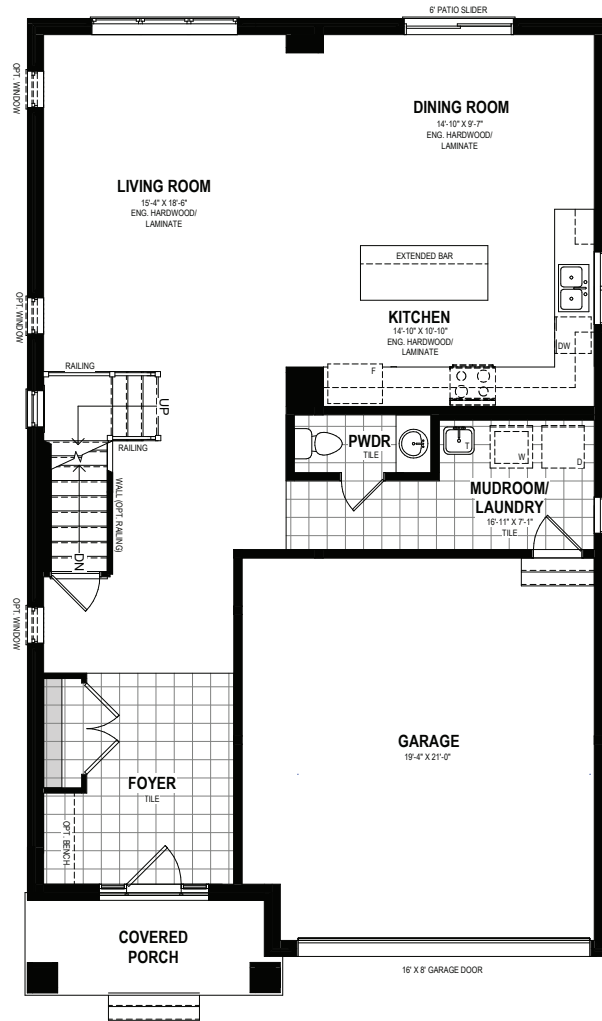 6' PATIO SLIDER
OPT. WINDOW
DINING ROOM
14'-10" X 9'-7"
ENG. HARDWOOD/
LAMINATE
LIVING ROOM
15'-4" X 18'-6"
ENG. HARDWOOD/
LAMINATE
EXTENDED BAR
OPT. WINDOW
KITCHEN
14'-10" X 10'-10"
ENG. HARDWOOD/
LAMINATE
DW
RAILING
F
UP
RAILING
PWDR
TILE
T
W
D
WALL (OPT. RAILING)
MUDROOM/
LAUNDRY
16'-11" X 7'-1"
TILE
DN
OPT. WINDOW
GARAGE
19'-4" X 21'-0"
FOYER
TILE
OPT. BENCH
COVERED
PORCH
16' X 8' GARAGE DOOR